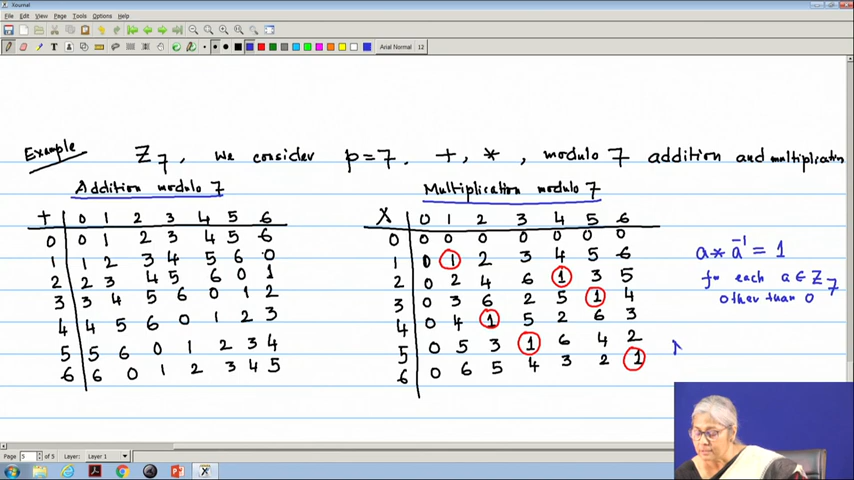 Xournal
File Edit View Journal Tools Options Help
Arial Normal 12
Example Z7, we consider p=7, +, *, modulo 7 addition and multiplication
Addition modulo 7
+ 0 1 2 3 4 5 6
0 0 1 2 3 4 5 6
1 1 2 3 4 5 6 0
2 2 3 4 5 6 0 1
3 3 4 5 6 0 1 2
4 4 5 6 0 1 2 3
5 5 6 0 1 2 3 4
6 6 0 1 2 3 4 5
Multiplication modulo 7
X 0 1 2 3 4 5 6
0 0 0 0 0 0 0 0
1 0 1 2 3 4 5 6
2 0 2 4 6 1 3 5
3 0 3 6 2 5 1 4
4 0 4 1 5 2 6 3
5 0 5 3 1 6 4 2
6 0 6 5 4 3 2 1
a * a⁻¹ = 1
for each a ∈ Z7
other than 0
Page 5 of 5 Layer: Layer 1